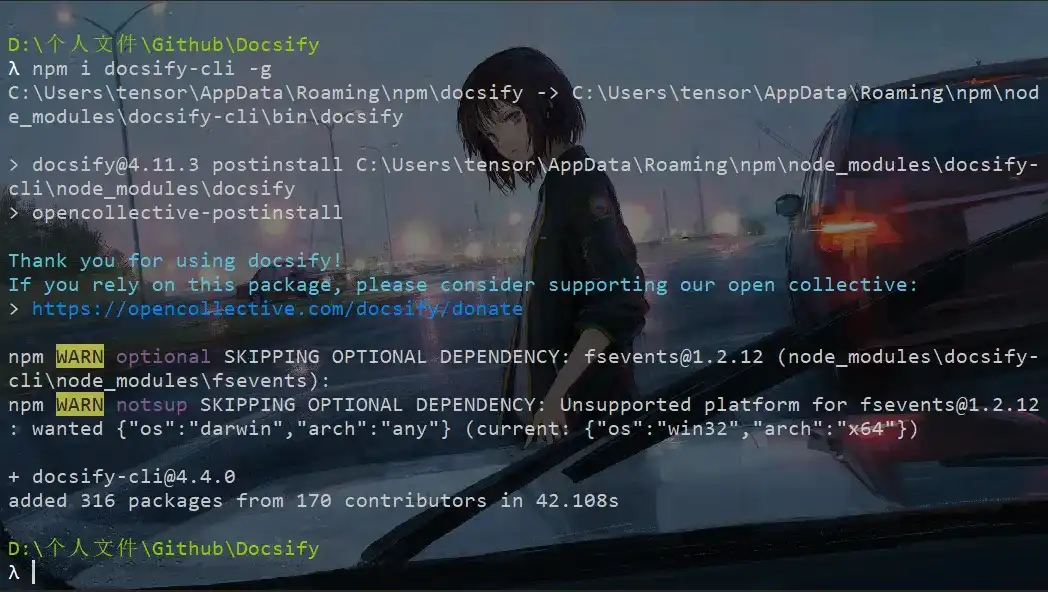 D:\个人文件\Github\Docsify
λ npm i docsify-cli -g
C:\Users\tensor\AppData\Roaming\npm\docsify -> C:\Users\tensor\AppData\Roaming\npm\nod
e_modules\docsify-cli\bin\docsify
> docsify@4.11.3 postinstall C:\Users\tensor\AppData\Roaming\npm\node_modules\docsify-
cli\node_modules\docsify
> opencollective-postinstall
Thank you for using docsify!
If you rely on this package, please consider supporting our open collective:
> https://opencollective.com/docsify/donate
npm WARN optional SKIPPING OPTIONAL DEPENDENCY: fsevents@1.2.12 (node_modules\docsify-
cli\node_modules\fsevents):
npm WARN notsup SKIPPING OPTIONAL DEPENDENCY: Unsupported platform for fsevents@1.2.12
: wanted {"os":"darwin","arch":"any"} (current: {"os":"win32","arch":"x64"})
+ docsify-cli@4.4.0
added 316 packages from 170 contributors in 42.108s
D:\个人文件\Github\Docsify
λ